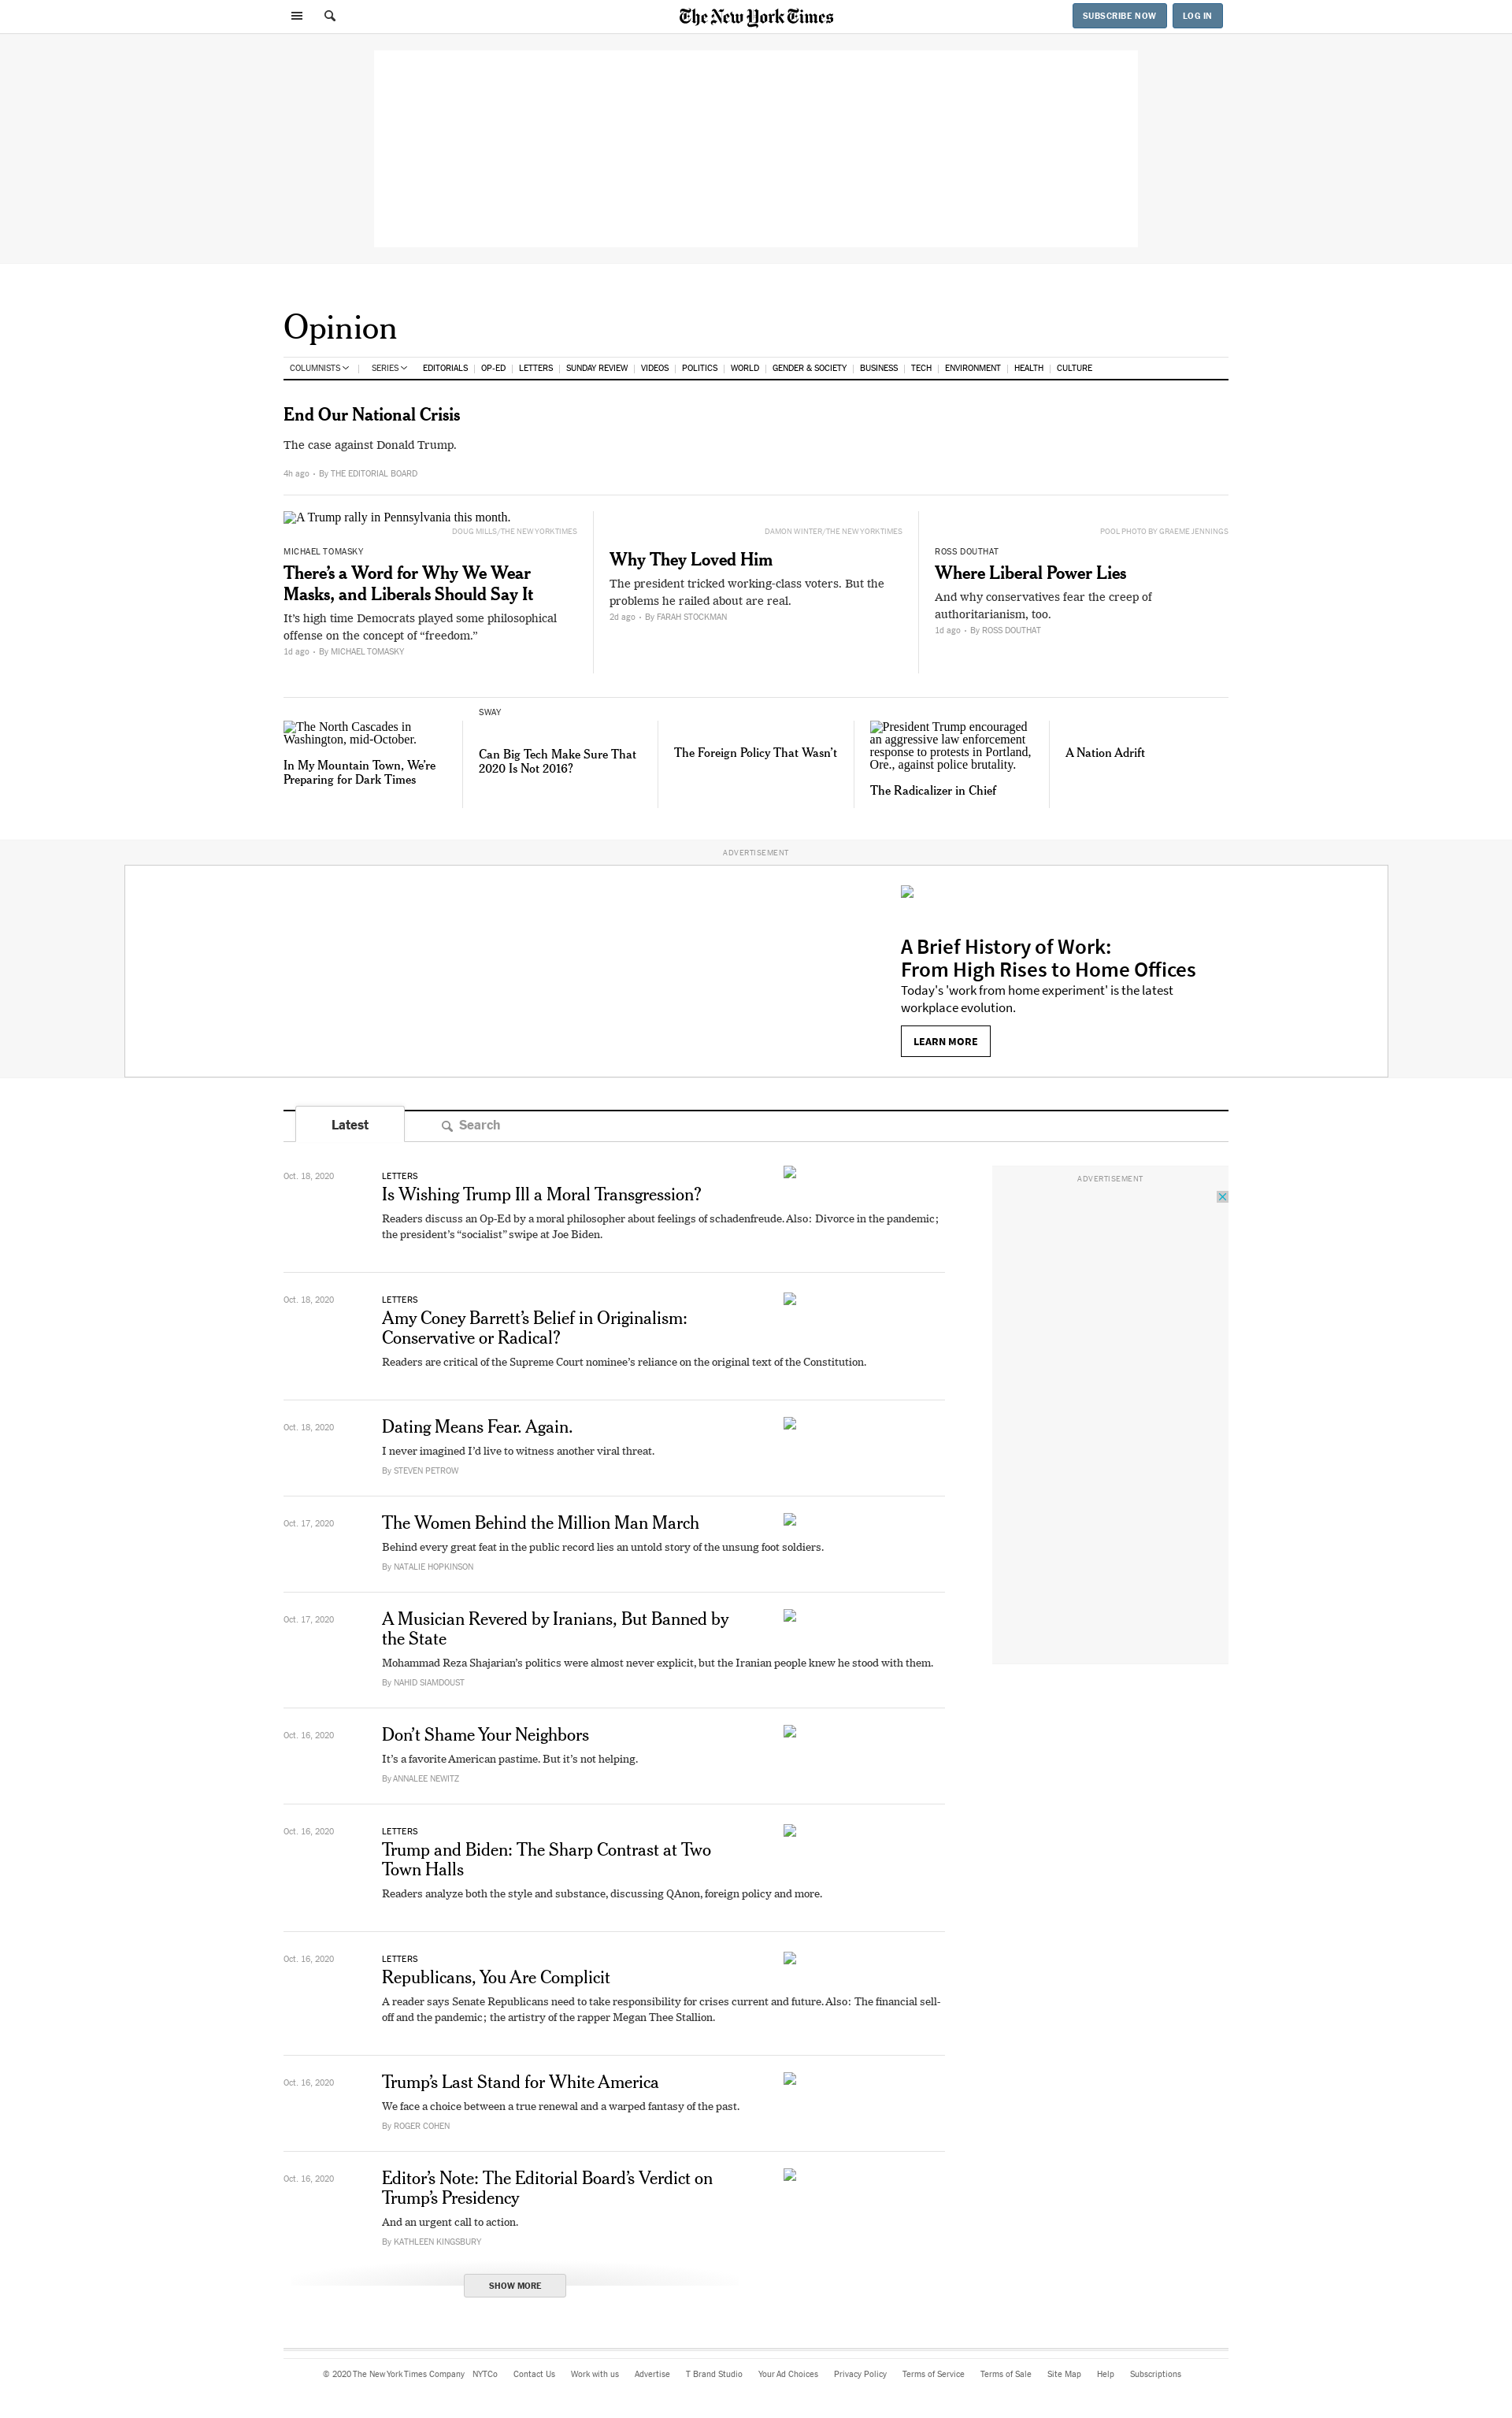 The New York Times
SUBSCRIBE NOW
LOG IN
Opinion
COLUMNISTS
SERIES
EDITORIALS
OP-ED
LETTERS
SUNDAY REVIEW
VIDEOS
POLITICS
WORLD
GENDER & SOCIETY
BUSINESS
TECH
ENVIRONMENT
HEALTH
CULTURE
End Our National Crisis
The case against Donald Trump.
4h ago • By THE EDITORIAL BOARD
A Trump rally in Pennsylvania this month.
DOUG MILLS/THE NEW YORK TIMES
MICHAEL TOMASKY
There’s a Word for Why We Wear
Masks, and Liberals Should Say It
It’s high time Democrats played some philosophical
offense on the concept of “freedom.”
1d ago • By MICHAEL TOMASKY
DAMON WINTER/THE NEW YORK TIMES
Why They Loved Him
The president tricked working-class voters. But the
problems he railed about are real.
2d ago • By FARAH STOCKMAN
POOL PHOTO BY GRAEME JENNINGS
ROSS DOUTHAT
Where Liberal Power Lies
And why conservatives fear the creep of
authoritarianism, too.
1d ago • By ROSS DOUTHAT
The North Cascades in
Washington, mid-October.
In My Mountain Town, We’re
Preparing for Dark Times
SWAY
Can Big Tech Make Sure That
2020 Is Not 2016?
The Foreign Policy That Wasn’t
President Trump encouraged
an aggressive law enforcement
response to protests in Portland,
Ore., against police brutality.
The Radicalizer in Chief
A Nation Adrift
ADVERTISEMENT
A Brief History of Work:
From High Rises to Home Offices
Today's 'work from home experiment' is the latest
workplace evolution.
LEARN MORE
Latest
Search
ADVERTISEMENT
Oct. 18, 2020
LETTERS
Is Wishing Trump Ill a Moral Transgression?
Readers discuss an Op-Ed by a moral philosopher about feelings of schadenfreude. Also: Divorce in the pandemic;
the president’s “socialist” swipe at Joe Biden.
Oct. 18, 2020
LETTERS
Amy Coney Barrett’s Belief in Originalism:
Conservative or Radical?
Readers are critical of the Supreme Court nominee’s reliance on the original text of the Constitution.
Oct. 18, 2020
Dating Means Fear. Again.
I never imagined I’d live to witness another viral threat.
By STEVEN PETROW
Oct. 17, 2020
The Women Behind the Million Man March
Behind every great feat in the public record lies an untold story of the unsung foot soldiers.
By NATALIE HOPKINSON
Oct. 17, 2020
A Musician Revered by Iranians, But Banned by
the State
Mohammad Reza Shajarian’s politics were almost never explicit, but the Iranian people knew he stood with them.
By NAHID SIAMDOUST
Oct. 16, 2020
Don’t Shame Your Neighbors
It’s a favorite American pastime. But it’s not helping.
By ANNALEE NEWITZ
Oct. 16, 2020
LETTERS
Trump and Biden: The Sharp Contrast at Two
Town Halls
Readers analyze both the style and substance, discussing QAnon, foreign policy and more.
Oct. 16, 2020
LETTERS
Republicans, You Are Complicit
A reader says Senate Republicans need to take responsibility for crises current and future. Also: The financial sell-
off and the pandemic; the artistry of the rapper Megan Thee Stallion.
Oct. 16, 2020
Trump’s Last Stand for White America
We face a choice between a true renewal and a warped fantasy of the past.
By ROGER COHEN
Oct. 16, 2020
Editor’s Note: The Editorial Board’s Verdict on
Trump’s Presidency
And an urgent call to action.
By KATHLEEN KINGSBURY
SHOW MORE
© 2020 The New York Times Company NYTCo Contact Us Work with us Advertise T Brand Studio Your Ad Choices Privacy Policy Terms of Service Terms of Sale Site Map Help Subscriptions